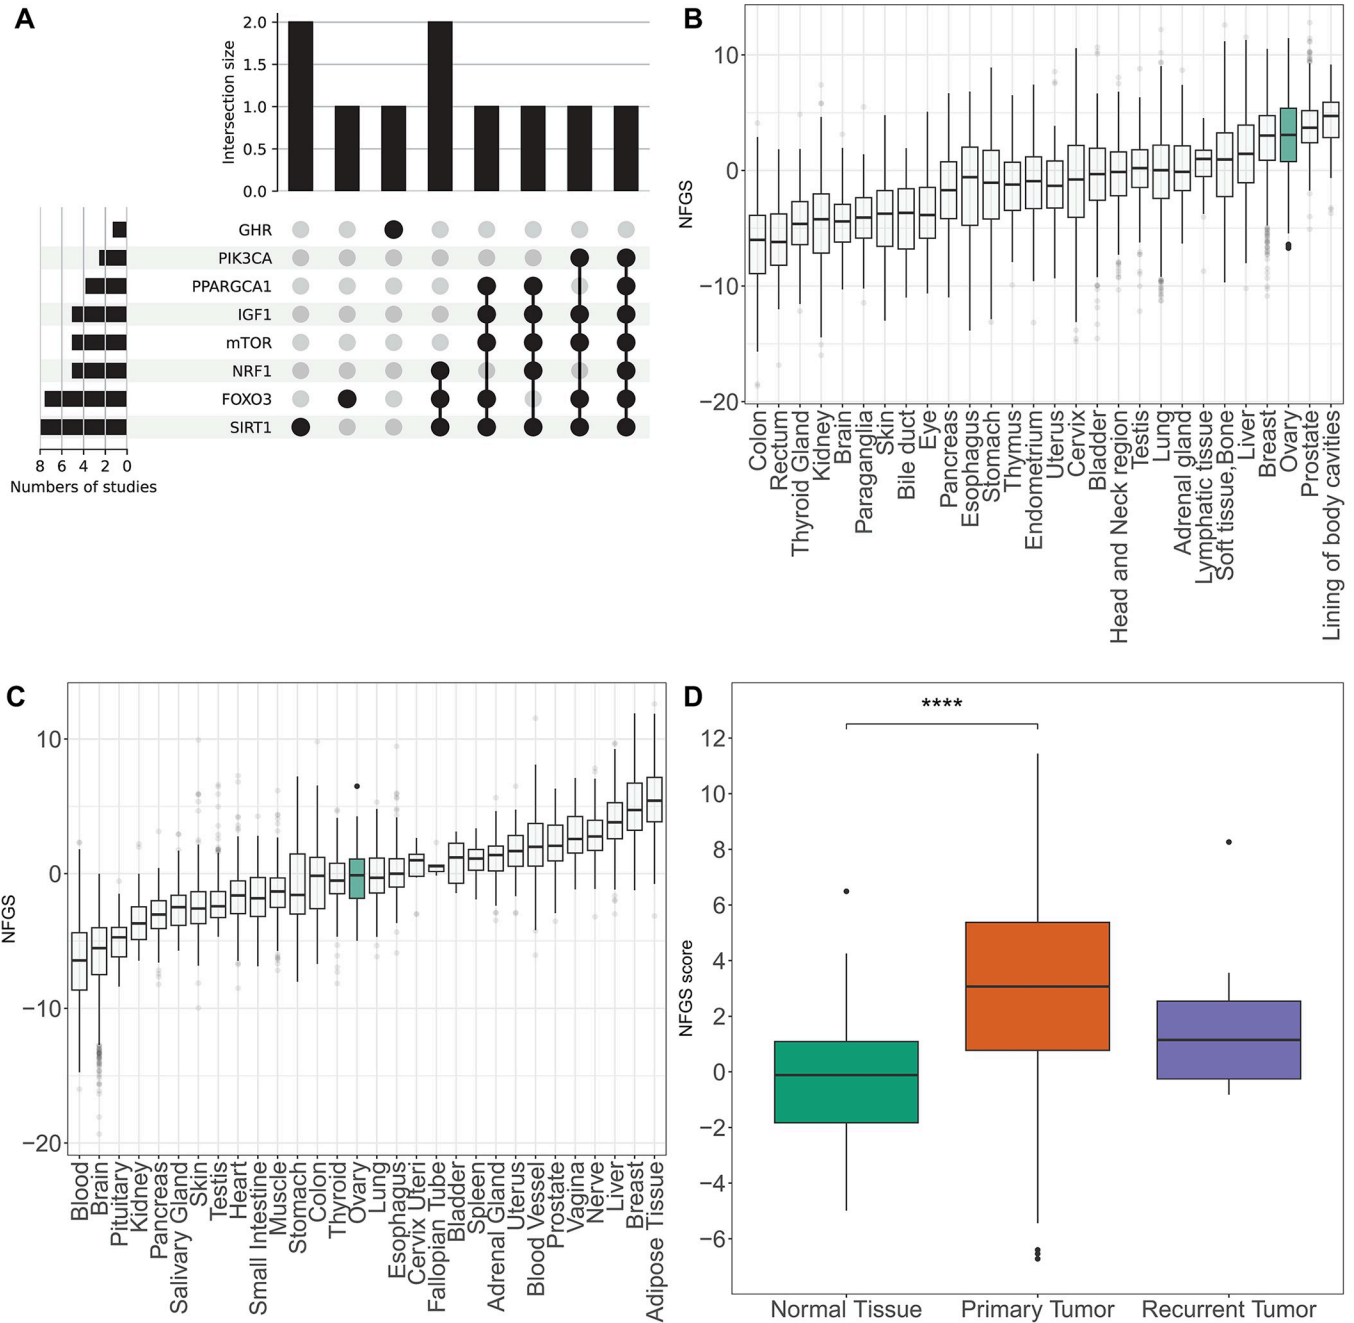 A
Intersection size
2.0
1.5
1.0
0.5
0.0
GHR
PIK3CA
PPARGCA1
IGF1
mTOR
NRF1
FOXO3
SIRT1
8 6 4 2 0
Numbers of studies
B
NFGS
10
0
−10
−20
Colon
Rectum
Thyroid Gland
Kidney
Brain
Paraganglia
Skin
Bile duct
Eye
Pancreas
Esophagus
Stomach
Thymus
Endometrium
Uterus
Cervix
Bladder
Head and Neck region
Testis
Lung
Adrenal gland
Lymphatic tissue
Soft tissue,Bone
Liver
Breast
Ovary
Prostate
Lining of body cavities
C
NFGS
10
0
−10
−20
Blood
Brain
Pituitary
Kidney
Pancreas
Salivary Gland
Skin
Testis
Heart
Small Intestine
Muscle
Stomach
Colon
Thyroid
Ovary
Lung
Esophagus
Cervix Uteri
Fallopian Tube
Bladder
Spleen
Adrenal Gland
Uterus
Blood Vessel
Prostate
Vagina
Nerve
Liver
Breast
Adipose Tissue
D
****
NFGS score
12
10
8
6
4
2
0
−2
−4
−6
Normal Tissue Primary Tumor Recurrent Tumor